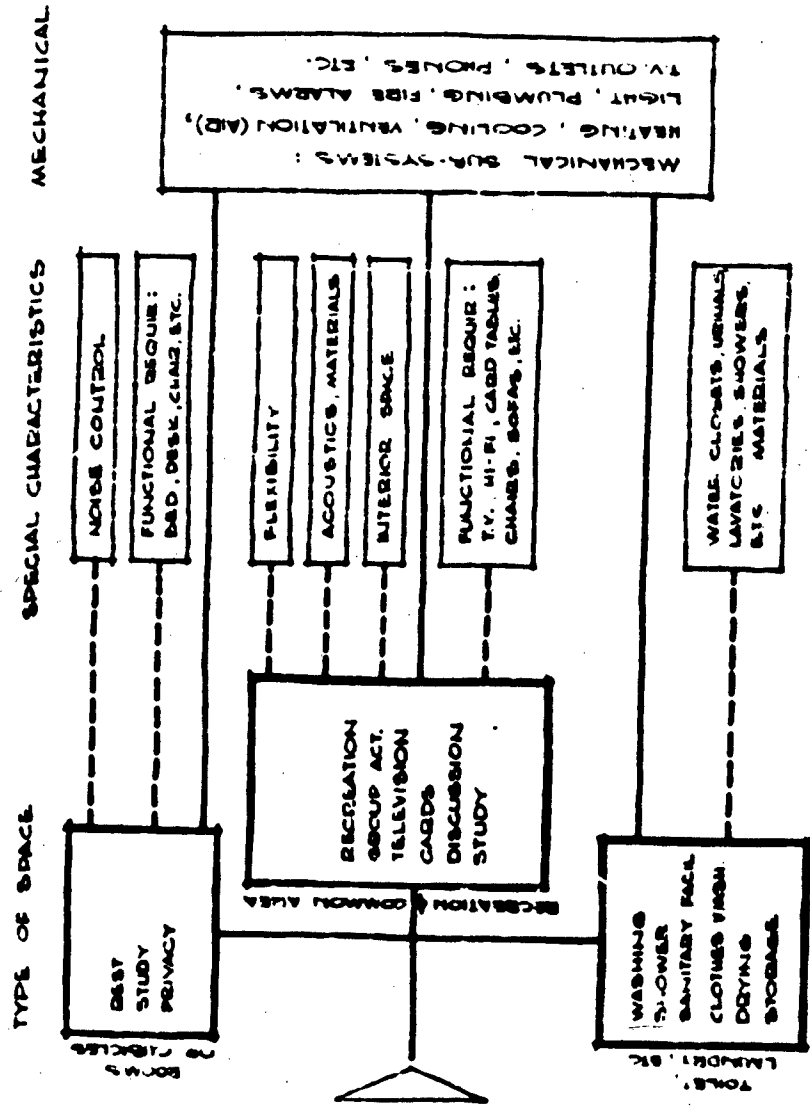 TYPE OF SPACE
SPECIAL CHARACTERISTICS
MECHANICAL
ROOMS
OR CUBICLES
REST
STUDY
PRIVACY
NOISE CONTROL
FUNCTIONAL REQUIR:
BED, DESK, CHAIR, ETC.
RECREATION & COMMON AREA
RECREATION
GROUP ACT.
TELEVISION
CARDS
DISCUSSION
STUDY
FLEXIBILITY
ACOUSTICS, MATERIALS
INTERIOR SPACE
FUNCTIONAL REQUIR:
T.V. HI-FI, CARD TABLES,
CHAIRS, SOFAS, ETC.
TOILET,
LAUNDRY, ETC
WASHING
SHOWER
SANITARY FACIL
CLOTHES WASH
DRYING
STORAGE
WATER CLOSETS, URINALS,
LAVATORIES, SHOWERS,
ETC MATERIALS
MECHANICAL SUB-SYSTEMS:
HEATING, COOLING, VENTILATION (AIR),
LIGHT, PLUMBING, FIRE ALARMS,
T.V. OUTLETS, PHONES, ETC.